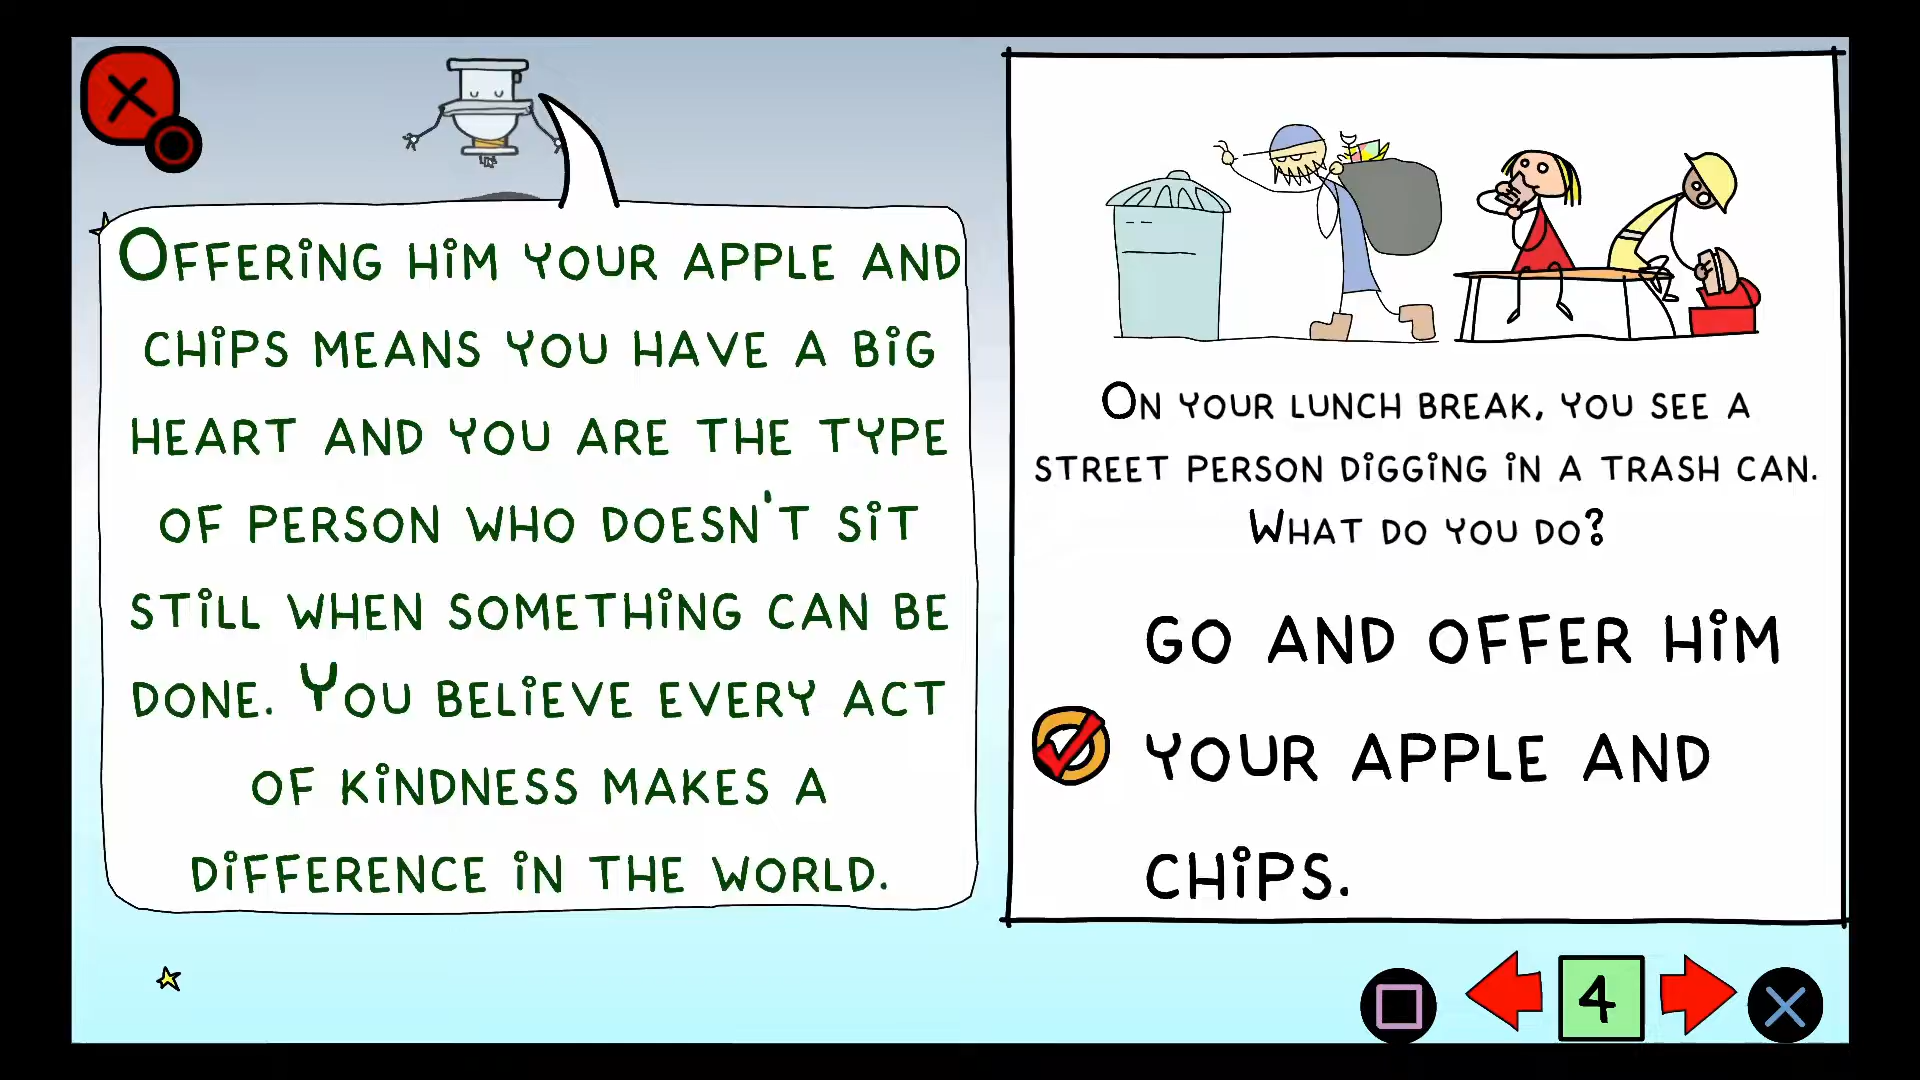 Offering him your apple and
chips means you have a big
heart and you are the type
of person who doesn't sit
still when something can be
done. You believe every act
of kindness makes a
difference in the world.
On your lunch break, you see a
street person digging in a trash can.
What do you do?
go and offer him
your apple and
chips.
4